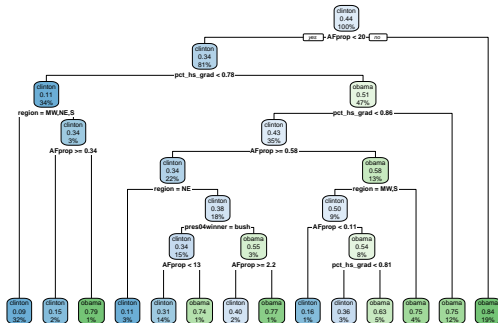 clinton
0.44
100%
yes AFprop < 20 no
clinton
0.34
81%
pct_hs_grad < 0.78
clinton
0.11
34%
obama
0.51
47%
region = MW,NE,S
pct_hs_grad < 0.86
clinton
0.34
3%
clinton
0.43
35%
AFprop >= 0.34
AFprop >= 0.58
clinton
0.34
22%
obama
0.58
13%
region = NE
region = MW,S
clinton
0.38
18%
clinton
0.50
9%
pres04winner = bush
AFprop < 0.11
clinton
0.34
15%
obama
0.55
3%
obama
0.54
8%
AFprop < 13
AFprop >= 2.2
pct_hs_grad < 0.81
clinton
0.09
32%
clinton
0.15
2%
obama
0.79
1%
clinton
0.11
3%
clinton
0.31
14%
obama
0.74
1%
clinton
0.40
2%
obama
0.77
1%
clinton
0.16
1%
clinton
0.36
3%
obama
0.63
5%
obama
0.75
4%
obama
0.75
12%
obama
0.84
19%